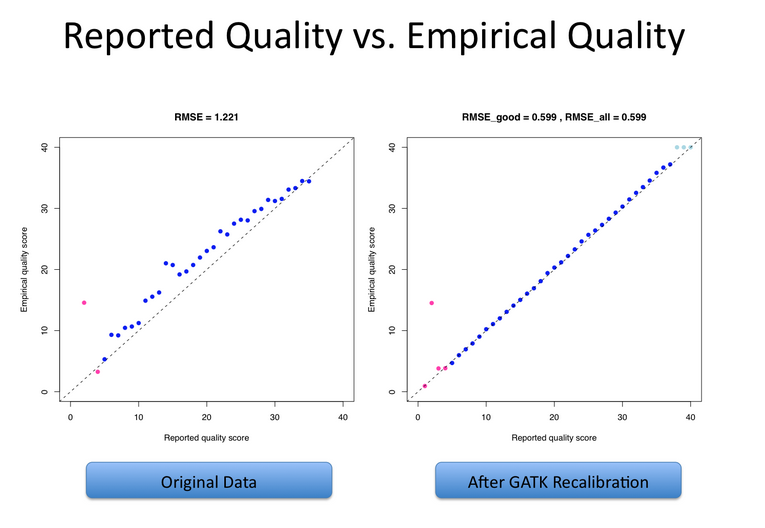 Reported Quality vs. Empirical Quality
RMSE = 1.221
40
30
20
10
0
Empirical quality score
0 10 20 30 40
Reported quality score
Original Data
RMSE_good = 0.599 , RMSE_all = 0.599
40
30
20
10
0
Empirical quality score
0 10 20 30 40
Reported quality score
After GATK Recalibration